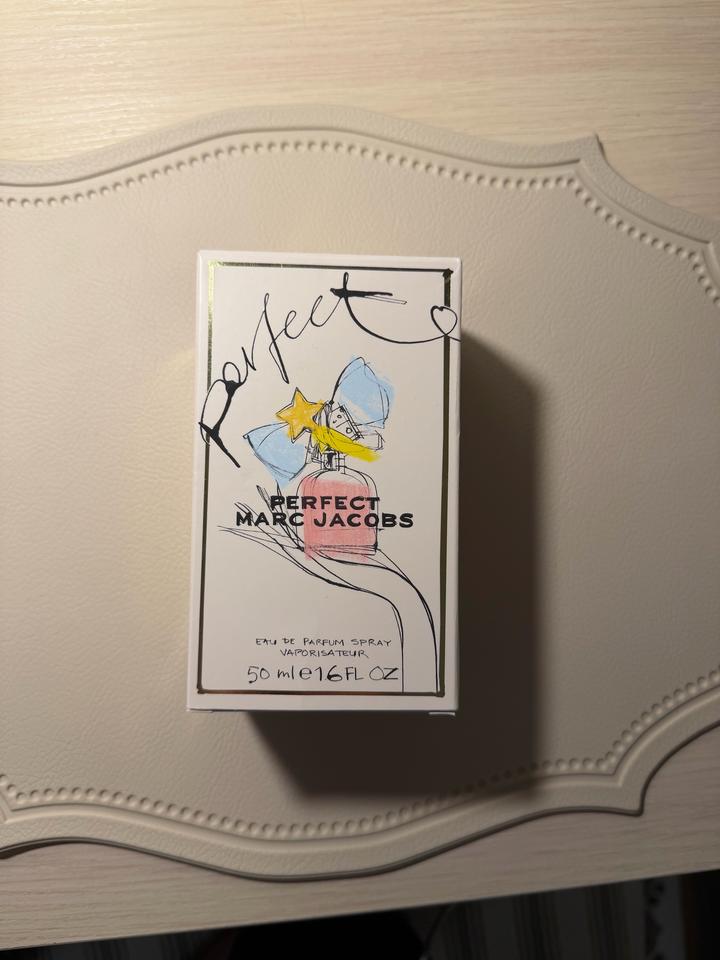 Perfect
PERFECT
MARC JACOBS
EAU DE PARFUM SPRAY
VAPORISATEUR
50 ml e 1.6 FL OZ